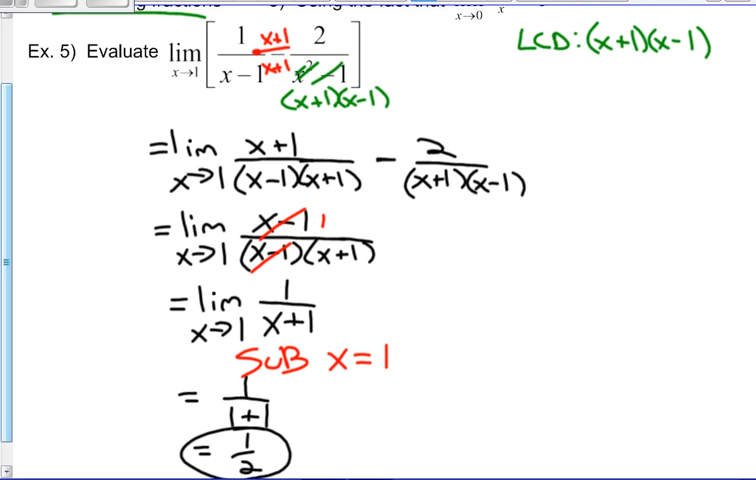 x→0 x
Ex. 5) Evaluate lim x→1 [ 1/(x – 1) x+1/x+1 – 2/(x² – 1) ] LCD: (x+1)(x-1)
(x+1)(x-1)
= lim x→1 x+1/((x-1)(x+1)) - 2/((x+1)(x-1))
= lim x→1 x-1 1/((x-1)(x+1))
= lim x→1 1/(x+1)
SUB x=1
= 1/(1+1)
= 1/2